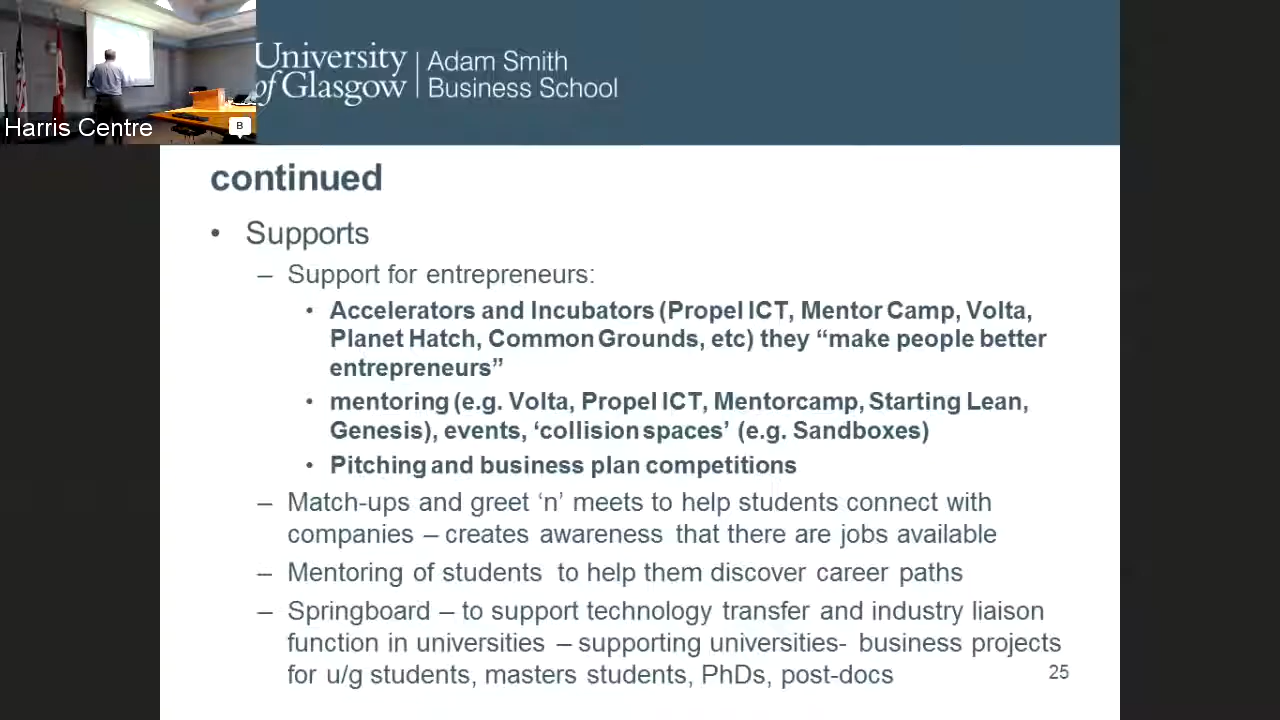 University
of Glasgow
Adam Smith
Business School
Harris Centre
B
continued
• Supports
– Support for entrepreneurs:
• Accelerators and Incubators (Propel ICT, Mentor Camp, Volta,
Planet Hatch, Common Grounds, etc) they “make people better
entrepreneurs”
• mentoring (e.g. Volta, Propel ICT, Mentorcamp, Starting Lean,
Genesis), events, ‘collision spaces’ (e.g. Sandboxes)
• Pitching and business plan competitions
– Match-ups and greet ‘n’ meets to help students connect with
companies – creates awareness that there are jobs available
– Mentoring of students to help them discover career paths
– Springboard – to support technology transfer and industry liaison
function in universities – supporting universities- business projects
for u/g students, masters students, PhDs, post-docs
25